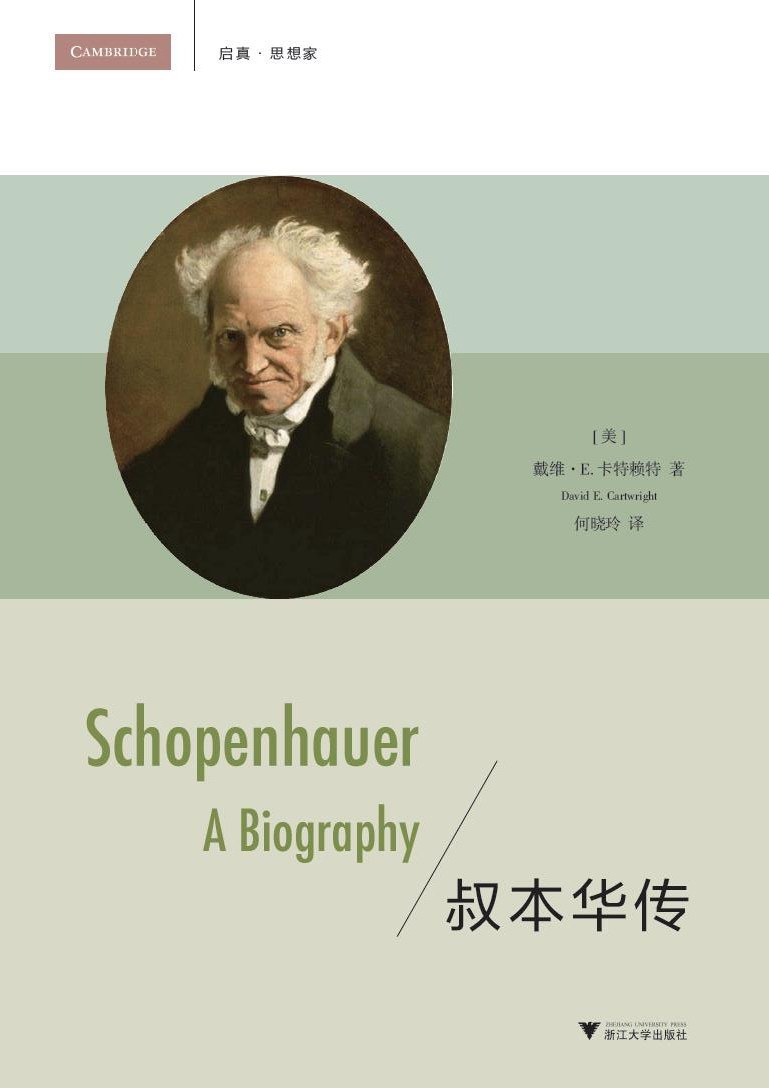 CAMBRIDGE
启真·思想家
[美]
戴维·E.卡特赖特 著
David E. Cartwright
何晓玲 译
Schopenhauer
A Biography
叔本华传
ZHEJIANG UNIVERSITY PRESS
浙江大学出版社